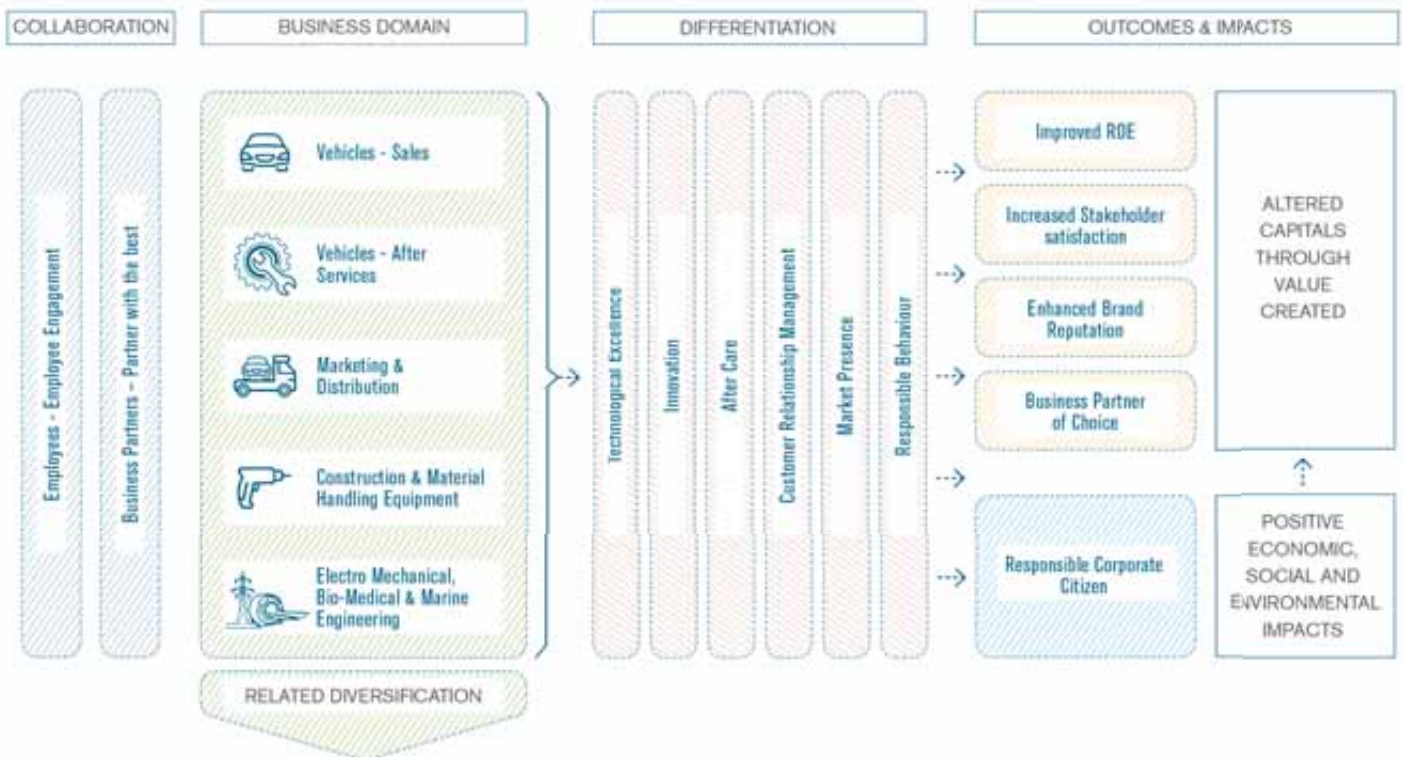 COLLABORATION
BUSINESS DOMAIN
DIFFERENTIATION
OUTCOMES & IMPACTS
Employees - Employee Engagement
Business Partners - Partner with the best
Vehicles - Sales
Vehicles - After
Services
Marketing &
Distribution
Construction & Material
Handling Equipment
Electro Mechanical,
Bio-Medical & Marine
Engineering
RELATED DIVERSIFICATION
Technological Excellence
Innovation
After Care
Customer Relationship Management
Market Presence
Responsible Behaviour
Improved ROE
Increased Stakeholder
satisfaction
Enhanced Brand
Reputation
Business Partner
of Choice
Responsible Corporate
Citizen
ALTERED
CAPITALS
THROUGH
VALUE
CREATED
POSITIVE
ECONOMIC,
SOCIAL AND
ENVIRONMENTAL
IMPACTS